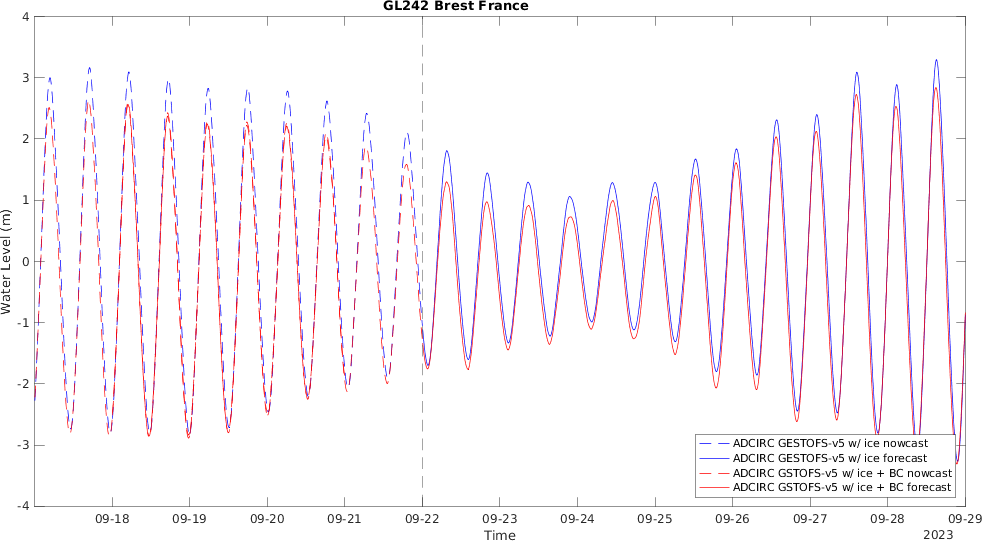 GL242 Brest France
4
3
2
1
0
-1
-2
-3
-4
Water Level (m)
ADCIRC GESTOFS-v5 w/ ice nowcast
ADCIRC GESTOFS-v5 w/ ice forecast
ADCIRC GSTOFS-v5 w/ ice + BC nowcast
ADCIRC GSTOFS-v5 w/ ice + BC forecast
09-18 09-19 09-20 09-21 09-22 09-23 09-24 09-25 09-26 09-27 09-28 09-29
Time
2023